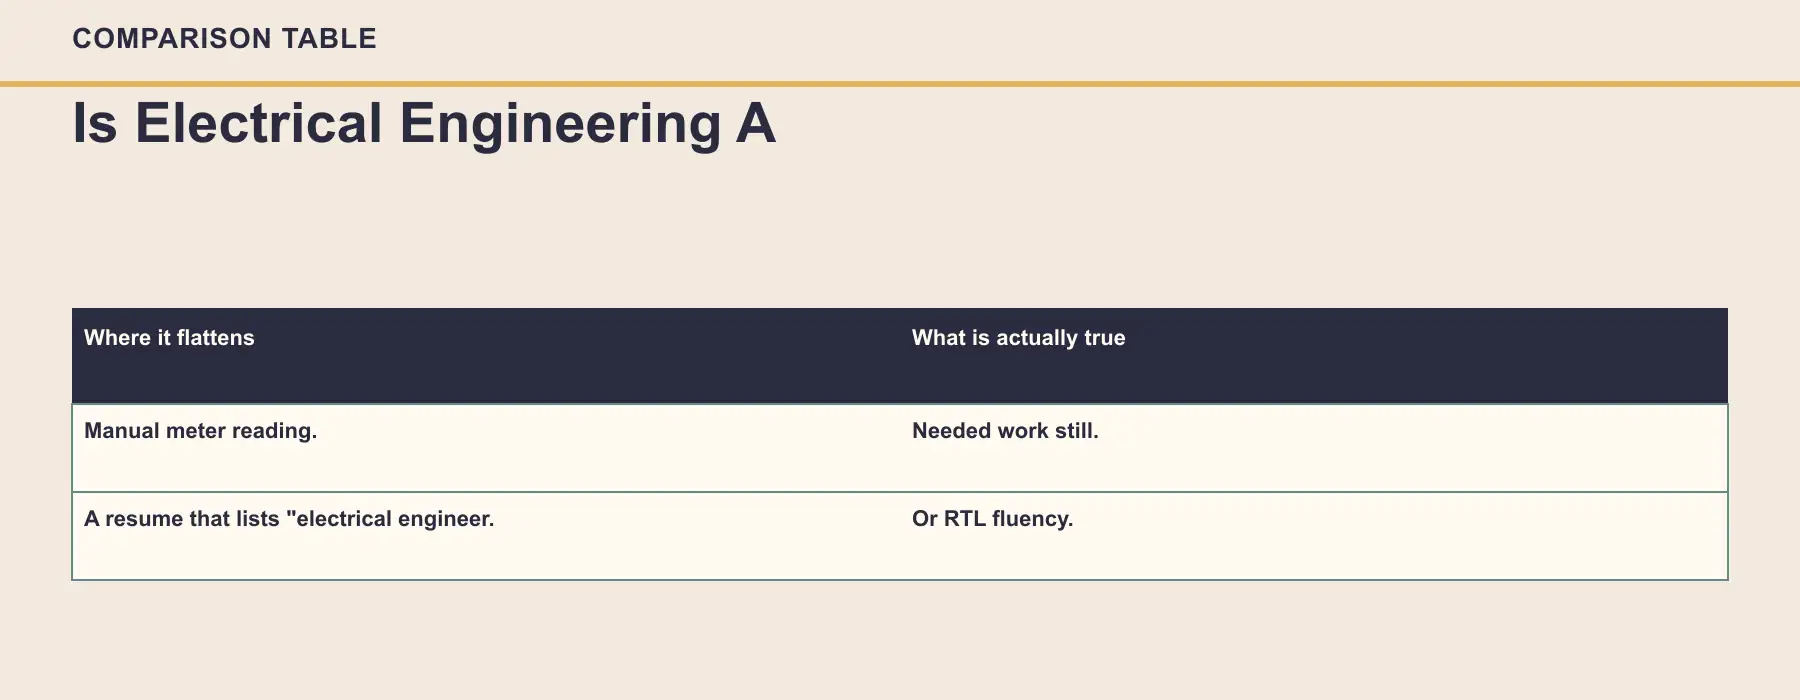 COMPARISON TABLE
Is Electrical Engineering A
Where it flattens
What is actually true
Manual meter reading.
Needed work still.
A resume that lists "electrical engineer.
Or RTL fluency.